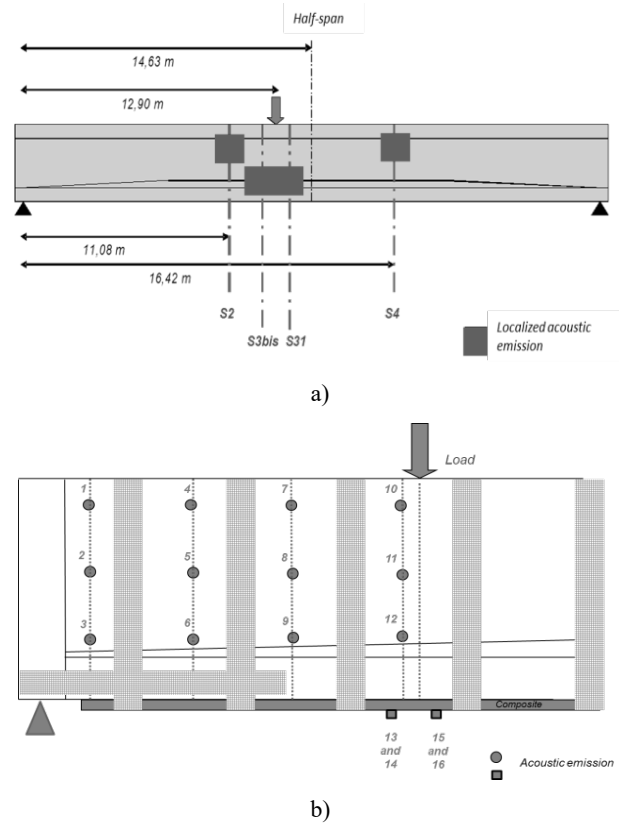 Half-span
14,63 m
12,90 m
11,08 m
16,42 m
S2
S3bis S31
S4
Localized acoustic
emission
a)
Load
1 4 7 10
2 5 8 11
3 6 9 12
Composite
13
and
14
15
and
16
Acoustic emission
b)